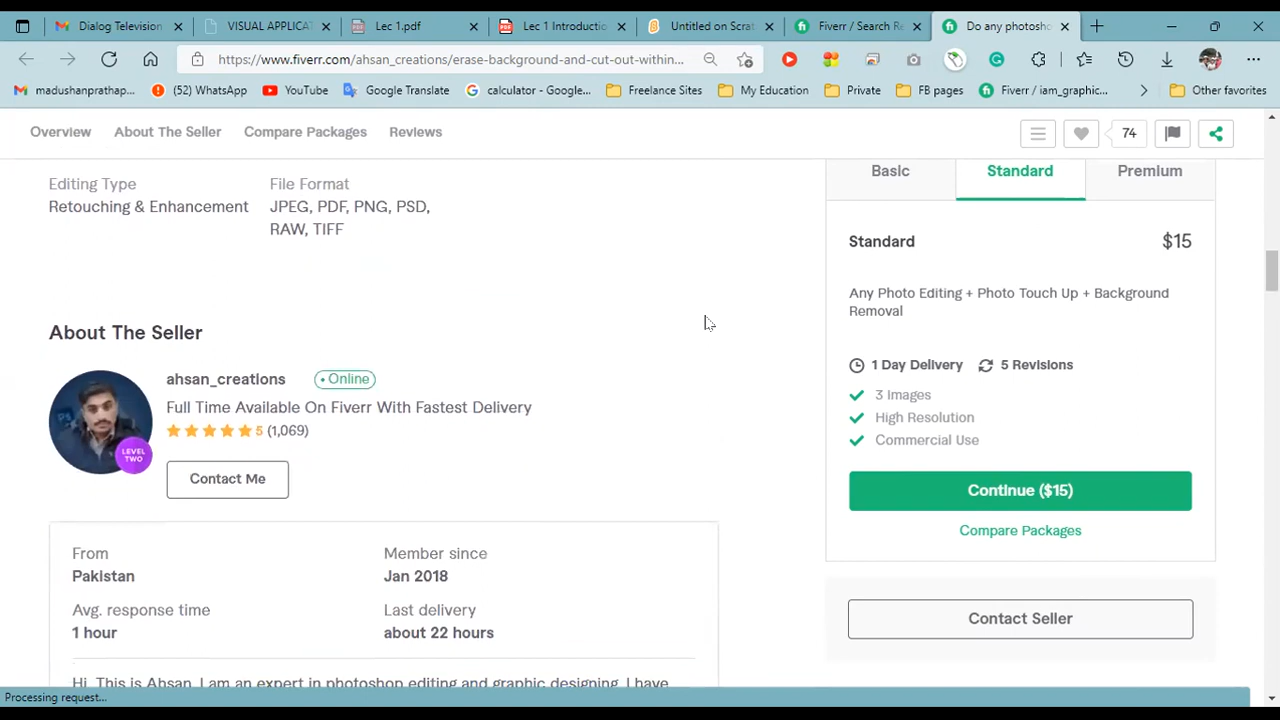 Dialog Television
VISUAL APPLICAT
Lec 1.pdf
Lec 1 Introductio
Untitled on Scrat
Fiverr / Search Re
Do any photosho
https://www.fiverr.com/ahsan_creations/erase-background-and-cut-out-within...
madushanprathap...
(52) WhatsApp
YouTube
Google Translate
calculator - Google...
Freelance Sites
My Education
Private
FB pages
Fiverr / iam_graphic...
Other favorites
Overview
About The Seller
Compare Packages
Reviews
74
Editing Type
Retouching & Enhancement
File Format
JPEG, PDF, PNG, PSD,
RAW, TIFF
About The Seller
ahsan_creations
• Online
Full Time Available On Fiverr With Fastest Delivery
5 (1,069)
LEVEL
TWO
Contact Me
From
Pakistan
Member since
Jan 2018
Avg. response time
1 hour
Last delivery
about 22 hours
Hi, This is Ahsan, I am an expert in photoshop editing and graphic designing. I have
Basic
Standard
Premium
Standard
$15
Any Photo Editing + Photo Touch Up + Background
Removal
1 Day Delivery
5 Revisions
3 Images
High Resolution
Commercial Use
Continue ($15)
Compare Packages
Contact Seller
Processing request...